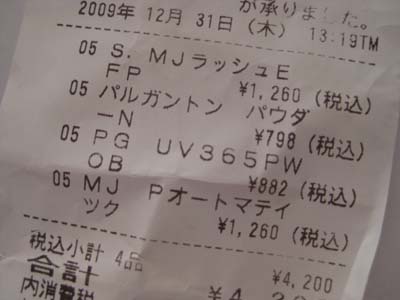 が承りました。
2009年 12月 31日 (木) 13:19TM
05 S. MJラッシュE
FP ¥1,260 (税込)
05 パルガントン パウダ
ーN ¥798 (税込)
05 PG UV365PW
OB ¥882 (税込)
05 MJ Pオートマテイ
ツク ¥1,260 (税込)
税込小計 4品 ¥4,200
合計
内消費税